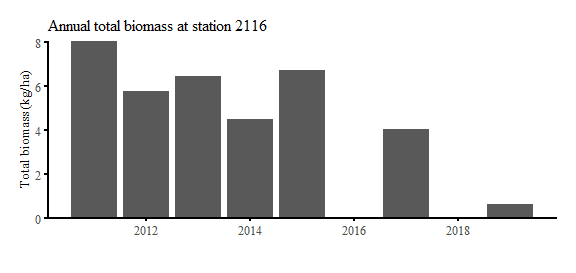 Annual total biomass at station 2116
Total biomass (kg/ha)
8
6
4
2
0
2012 2014 2016 2018